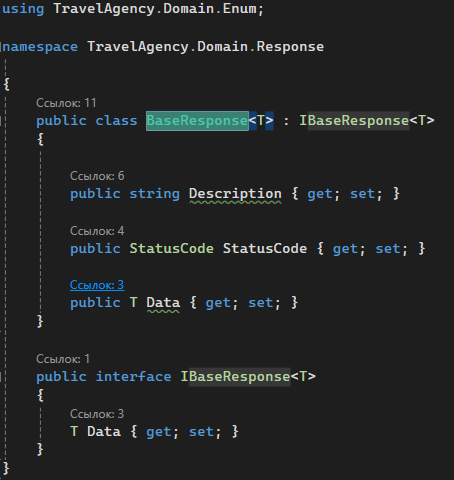 using TravelAgency.Domain.Enum;
namespace TravelAgency.Domain.Response
{
Ссылок: 11
public class BaseResponse<T> : IBaseResponse<T>
{
Ссылок: 6
public string Description { get; set; }
Ссылок: 4
public StatusCode StatusCode { get; set; }
Ссылок: 3
public T Data { get; set; }
}
Ссылок: 1
public interface IBaseResponse<T>
{
Ссылок: 3
T Data { get; set; }
}
}